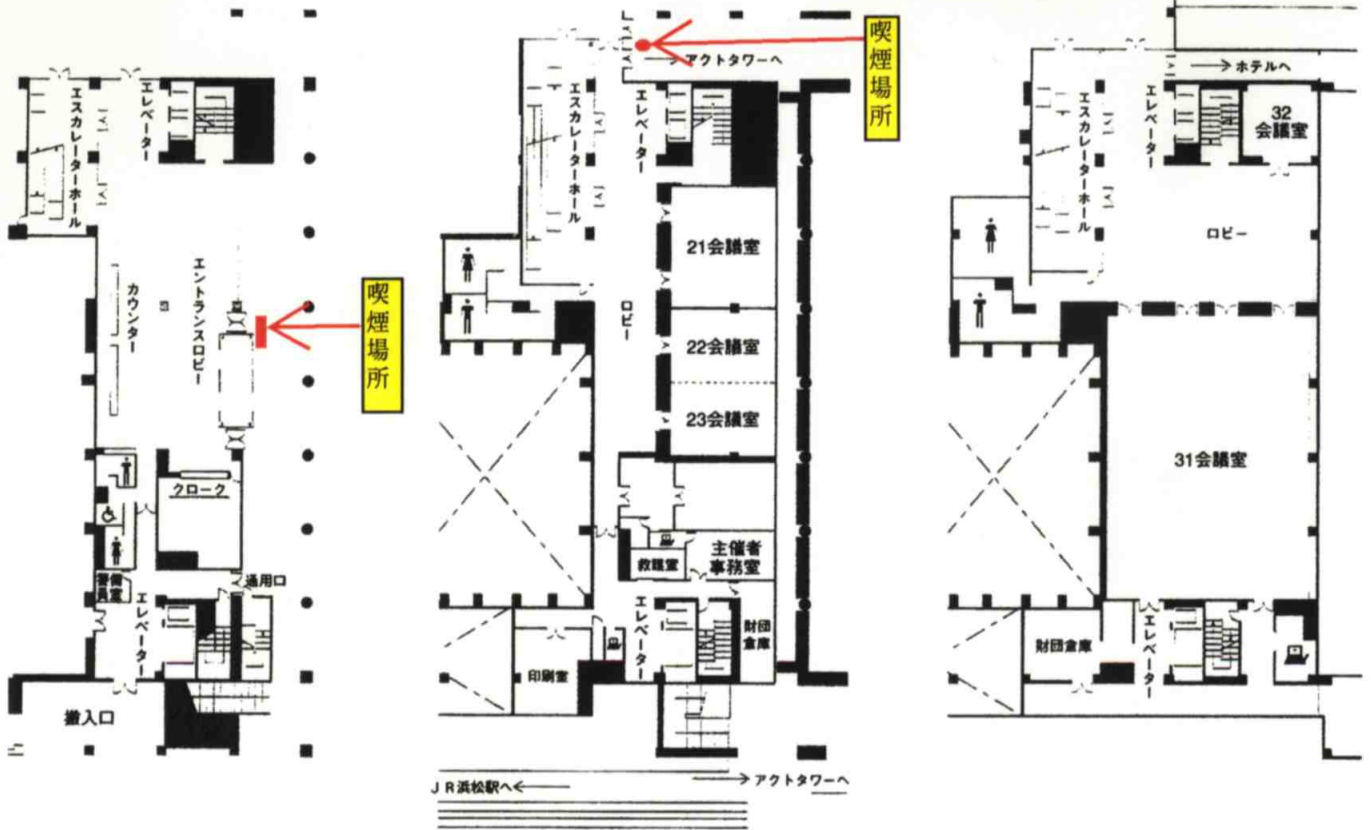 エスカレーターホール
エレベーター
カウンター
エントランスロビー
喫煙場所
クローク
警備員室
通用口
エレベーター
搬入口
喫煙場所
→アクトタワーへ
エスカレーターホール
エレベーター
21会議室
ロビー
22会議室
23会議室
救護室
主催者
事務室
エレベーター
財団
倉庫
印刷室
JR浜松駅へ←
→アクトタワーへ
→ホテルへ
エスカレーターホール
エレベーター
32
会議室
ロビー
31会議室
財団倉庫
エレベーター